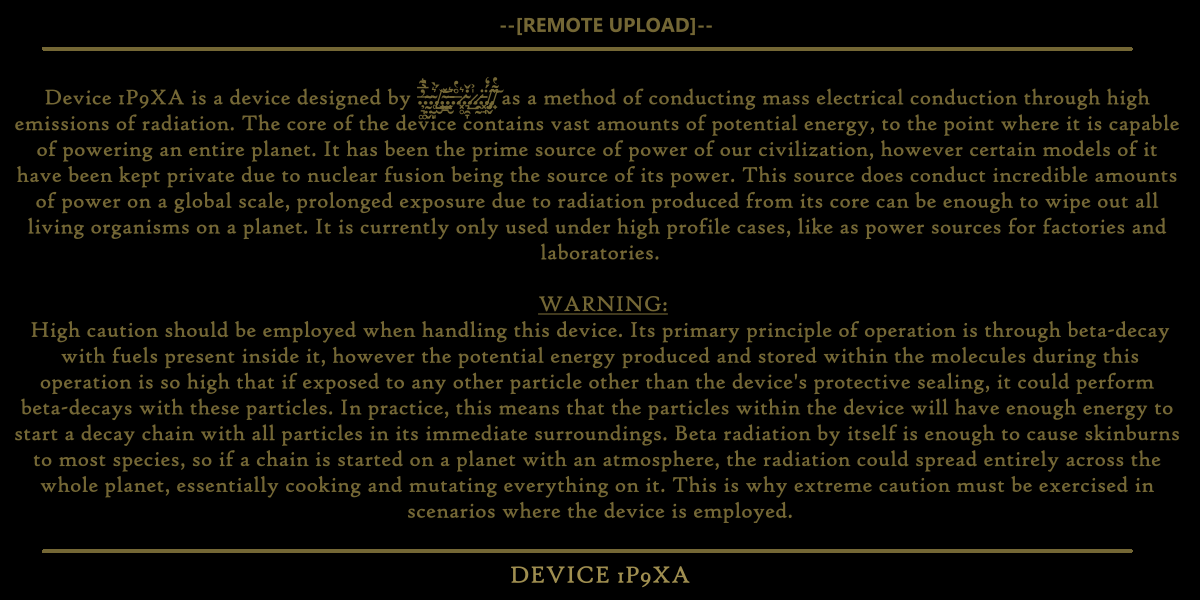 --[REMOTE UPLOAD]--
Device 1P9XA is a device designed by as a method of conducting mass electrical conduction through high
emissions of radiation. The core of the device contains vast amounts of potential energy, to the point where it is capable
of powering an entire planet. It has been the prime source of power of our civilization, however certain models of it
have been kept private due to nuclear fusion being the source of its power. This source does conduct incredible amounts
of power on a global scale, prolonged exposure due to radiation produced from its core can be enough to wipe out all
living organisms on a planet. It is currently only used under high profile cases, like as power sources for factories and
laboratories.
WARNING:
High caution should be employed when handling this device. Its primary principle of operation is through beta-decay
with fuels present inside it, however the potential energy produced and stored within the molecules during this
operation is so high that if exposed to any other particle other than the device's protective sealing, it could perform
beta-decays with these particles. In practice, this means that the particles within the device will have enough energy to
start a decay chain with all particles in its immediate surroundings. Beta radiation by itself is enough to cause skinburns
to most species, so if a chain is started on a planet with an atmosphere, the radiation could spread entirely across the
whole planet, essentially cooking and mutating everything on it. This is why extreme caution must be exercised in
scenarios where the device is employed.
DEVICE 1P9XA